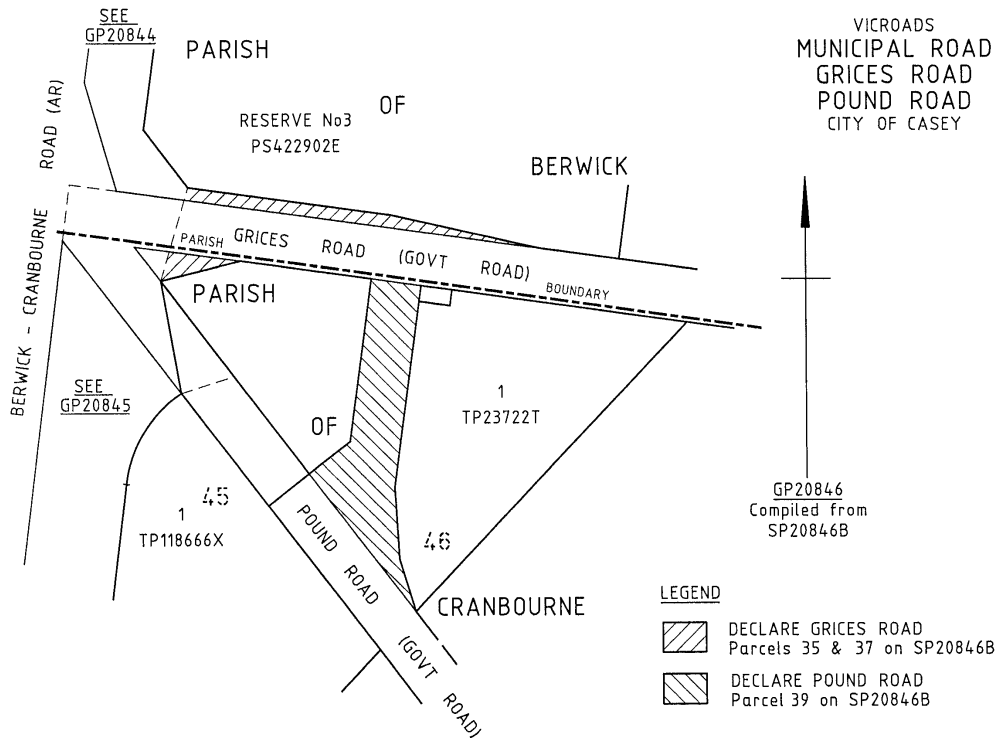 SEE
GP20844
PARISH
OF
BERWICK
RESERVE No3
PS422902E
VICROADS
MUNICIPAL ROAD
GRICES ROAD
POUND ROAD
CITY OF CASEY
BERWICK - CRANBOURNE ROAD (AR)
GRICES ROAD (GOVT ROAD)
PARISH BOUNDARY
PARISH
OF
CRANBOURNE
SEE
GP20845
1
TP23722T
45
1
TP118666X
46
POUND ROAD (GOVT ROAD)
GP20846
Compiled from
SP20846B
LEGEND
DECLARE GRICES ROAD
Parcels 35 & 37 on SP20846B
DECLARE POUND ROAD
Parcel 39 on SP20846B